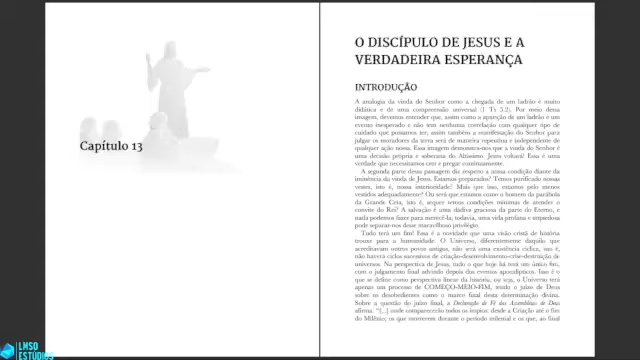 Capítulo 13
O DISCÍPULO DE JESUS E A
VERDADEIRA ESPERANÇA
INTRODUÇÃO
A analogia da vinda do Senhor como a chegada de um ladrão é muito
didática e de uma compreensão universal (1 Ts 5.2). Por meio dessa
imagem, devemos entender que, assim como a aparição de um ladrão é um
evento inesperado e não tem nenhuma correlação com qualquer tipo de
cuidado que possamos ter; assim também a manifestação do Senhor para
julgar os moradores da terra será de maneira repentina e independente de
qualquer ação nossa. Essa imagem demonstra-nos que a vinda do Senhor é
uma decisão própria e soberana do Altíssimo. Jesus voltará! Essa é uma
verdade que necessitamos crer e pregar continuamente.
A segunda parte dessa passagem diz respeito a nossa condição diante da
iminência da vinda de Jesus. Estamos preparados? Temos purificado nossas
vestes, isto é, nossa interioridade? Mais que isso, estamos pelo menos
vestidos adequadamente? Ou será que estamos como o homem da parábola
da Grande Ceia, isto é, sequer temos condições mínimas de atender o
convite do Rei? A salvação é uma dádiva graciosa da parte do Eterno, e
nada podemos fazer para merecê-la; todavia, uma vida profana e impiedosa
pode separar-nos desse maravilhoso privilégio.
Tudo terá um fim! Essa é a novidade que uma visão cristã de história
trouxe para a humanidade. O Universo, diferentemente daquilo que
acreditavam outros povos antigos, não terá uma existência cíclica, isto é,
não haverá ciclos sucessivos de criação-desenvolvimento-crise-destruição de
universos. Na perspectiva de Jesus, tudo o que hoje há terá um único fim,
com o julgamento final advindo depois dos eventos apocalípticos. Isso é o
que se define como perspectiva linear da história, ou seja, o Universo terá
apenas um processo de COMEÇO-MEIO-FIM, sendo o juízo de Deus
sobre os desobedientes como o marco final desta determinação divina.
Sobre a questão do juízo final, a Declaração de Fé das Assembleias de Deus
afirma: “[...] onde comparecerão todos os ímpios: desde a Criação até o fim
do Milênio; os que morrerem durante o período milenial e os que, ao final
LMSO
ESTÚDIOS